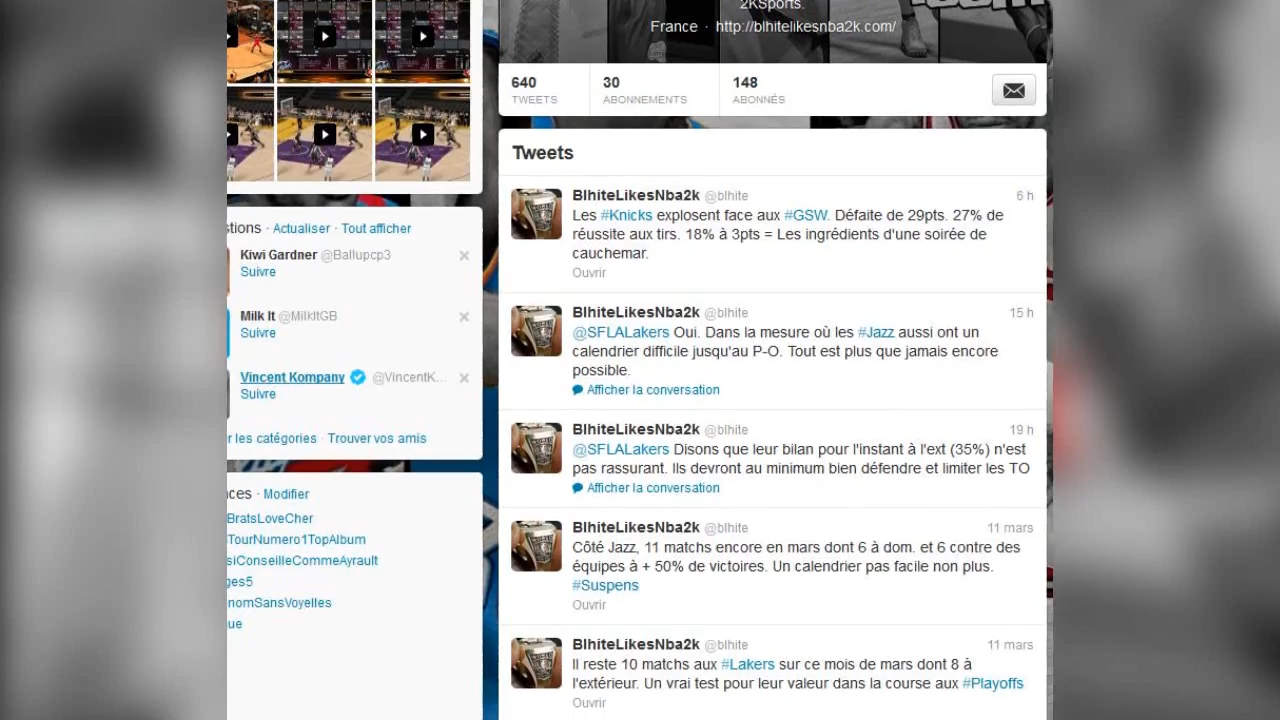 2KSports.
France · http://blhitelikesnba2k.com/
640
TWEETS
30
ABONNEMENTS
148
ABONNÉS
Tweets
BlhiteLikesNba2k @blhite 6 h
Les #Knicks explosent face aux #GSW. Défaite de 29pts. 27% de
réussite aux tirs. 18% à 3pts = Les ingrédients d'une soirée de
cauchemar.
Ouvrir
BlhiteLikesNba2k @blhite 15 h
@SFLALakers Oui. Dans la mesure où les #Jazz aussi ont un
calendrier difficile jusqu'au P-O. Tout est plus que jamais encore
possible.
Afficher la conversation
BlhiteLikesNba2k @blhite 19 h
@SFLALakers Disons que leur bilan pour l'instant à l'ext (35%) n'est
pas rassurant. Ils devront au minimum bien défendre et limiter les TO
Afficher la conversation
BlhiteLikesNba2k @blhite 11 mars
Côté Jazz, 11 matchs encore en mars dont 6 à dom. et 6 contre des
équipes à + 50% de victoires. Un calendrier pas facile non plus.
#Suspens
Ouvrir
BlhiteLikesNba2k @blhite 11 mars
Il reste 10 matchs aux #Lakers sur ce mois de mars dont 8 à
l'extérieur. Un vrai test pour leur valeur dans la course aux #Playoffs
Ouvrir
stions · Actualiser · Tout afficher
Kiwi Gardner @Ballupcp3
Suivre
Milk It @MilkItGB
Suivre
Vincent Kompany @VincentK...
Suivre
r les catégories · Trouver vos amis
ces · Modifier
BratsLoveCher
TourNumero1TopAlbum
siConseilleCommeAyrault
ges5
nomSansVoyelles
ue